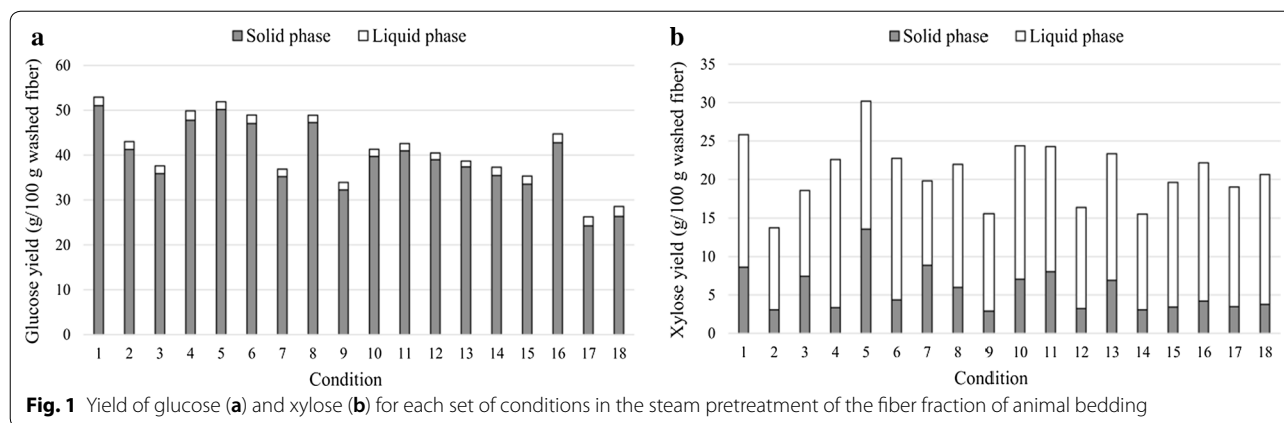 a
Solid phase Liquid phase
Glucose yield (g/100 g washed fiber)
60
50
40
30
20
10
0
1 2 3 4 5 6 7 8 9 10 11 12 13 14 15 16 17 18
Condition
b
Solid phase Liquid phase
Xylose yield (g/100 g washed fiber)
35
30
25
20
15
10
5
0
1 2 3 4 5 6 7 8 9 10 11 12 13 14 15 16 17 18
Condition
Fig. 1 Yield of glucose (a) and xylose (b) for each set of conditions in the steam pretreatment of the fiber fraction of animal bedding